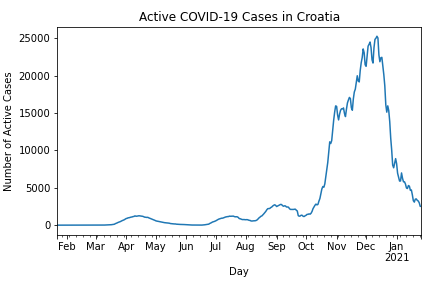 Active COVID-19 Cases in Croatia
Number of Active Cases
25000
20000
15000
10000
5000
0
Feb Mar Apr May Jun Jul Aug Sep Oct Nov Dec Jan
2021
Day